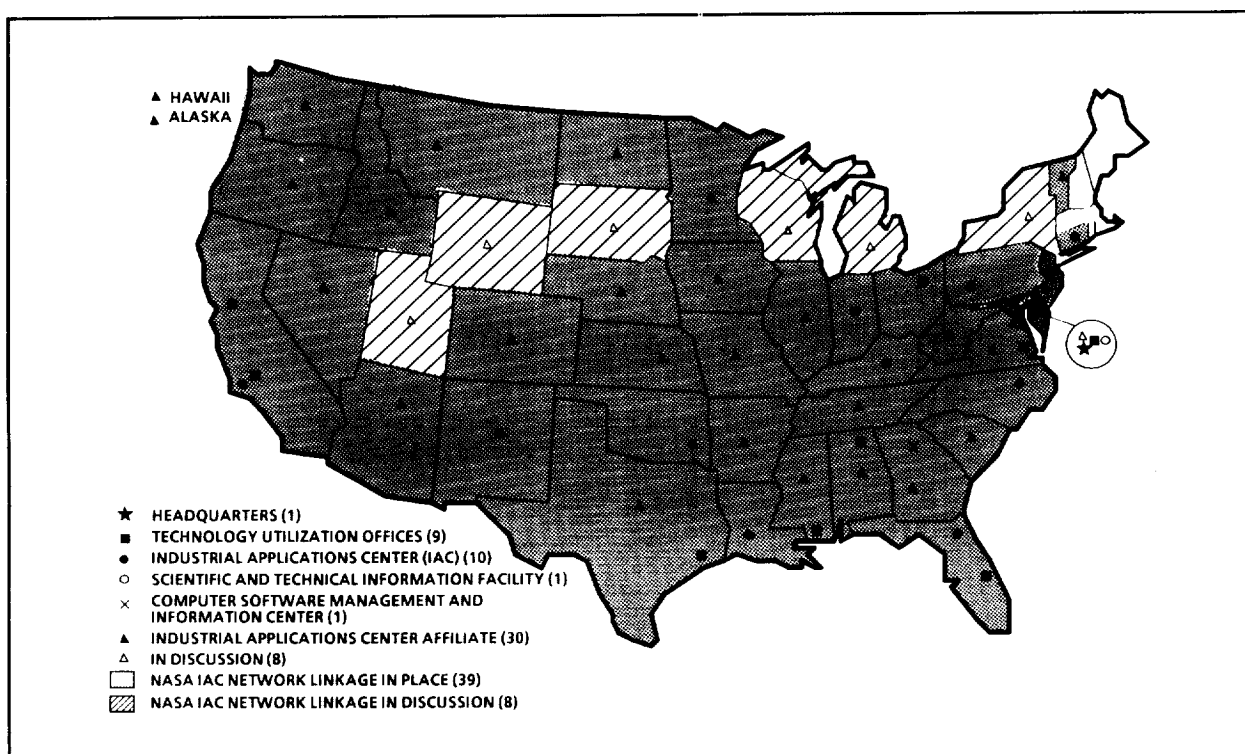 HAWAII
ALASKA
HEADQUARTERS (1)
TECHNOLOGY UTILIZATION OFFICES (9)
INDUSTRIAL APPLICATIONS CENTER (IAC) (10)
SCIENTIFIC AND TECHNICAL INFORMATION FACILITY (1)
COMPUTER SOFTWARE MANAGEMENT AND
INFORMATION CENTER (1)
INDUSTRIAL APPLICATIONS CENTER AFFILIATE (30)
IN DISCUSSION (8)
NASA IAC NETWORK LINKAGE IN PLACE (39)
NASA IAC NETWORK LINKAGE IN DISCUSSION (8)